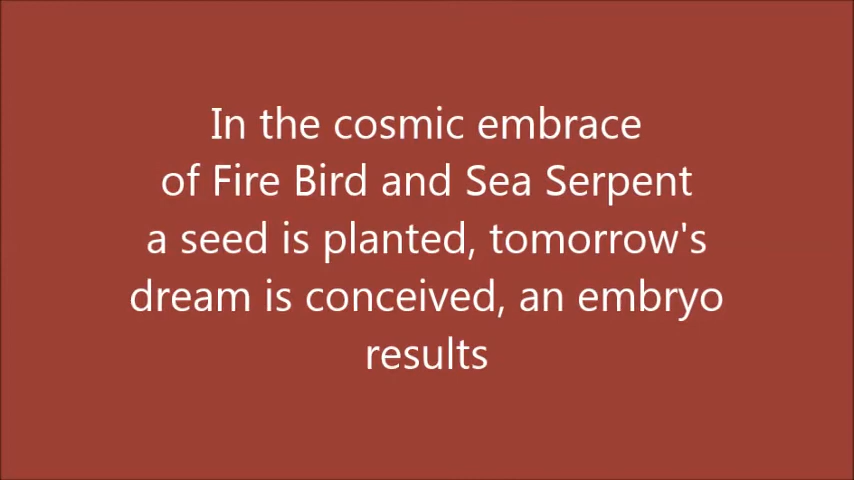 In the cosmic embrace
of Fire Bird and Sea Serpent
a seed is planted, tomorrow's
dream is conceived, an embryo
results